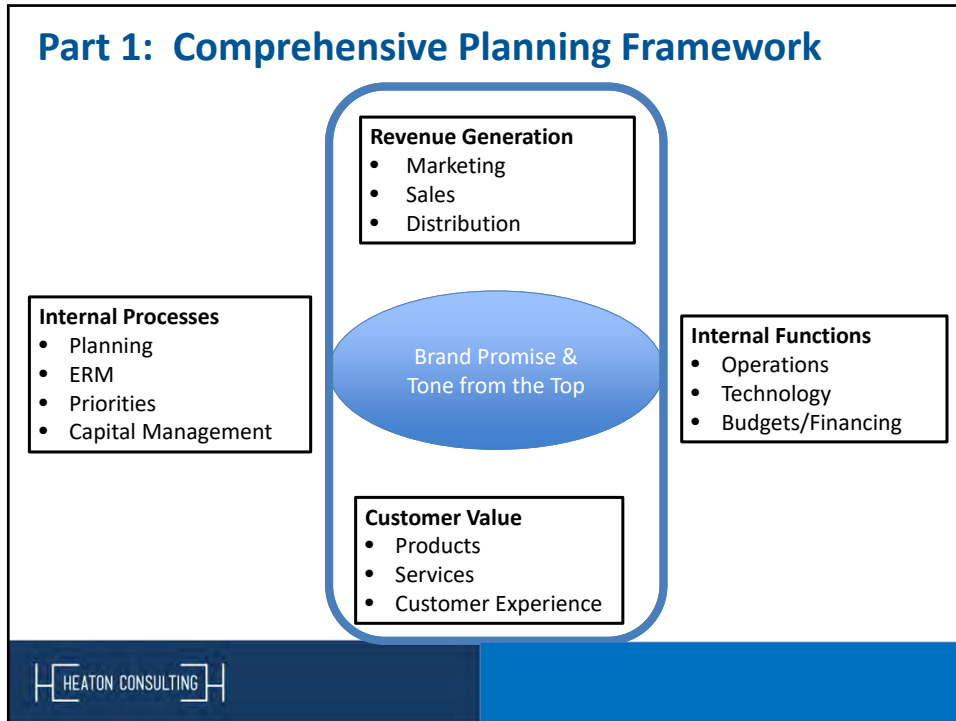 Part 1: Comprehensive Planning Framework
Revenue Generation
• Marketing
• Sales
• Distribution
Internal Processes
• Planning
• ERM
• Priorities
• Capital Management
Brand Promise &
Tone from the Top
Internal Functions
• Operations
• Technology
• Budgets/Financing
Customer Value
• Products
• Services
• Customer Experience
HEATON CONSULTING